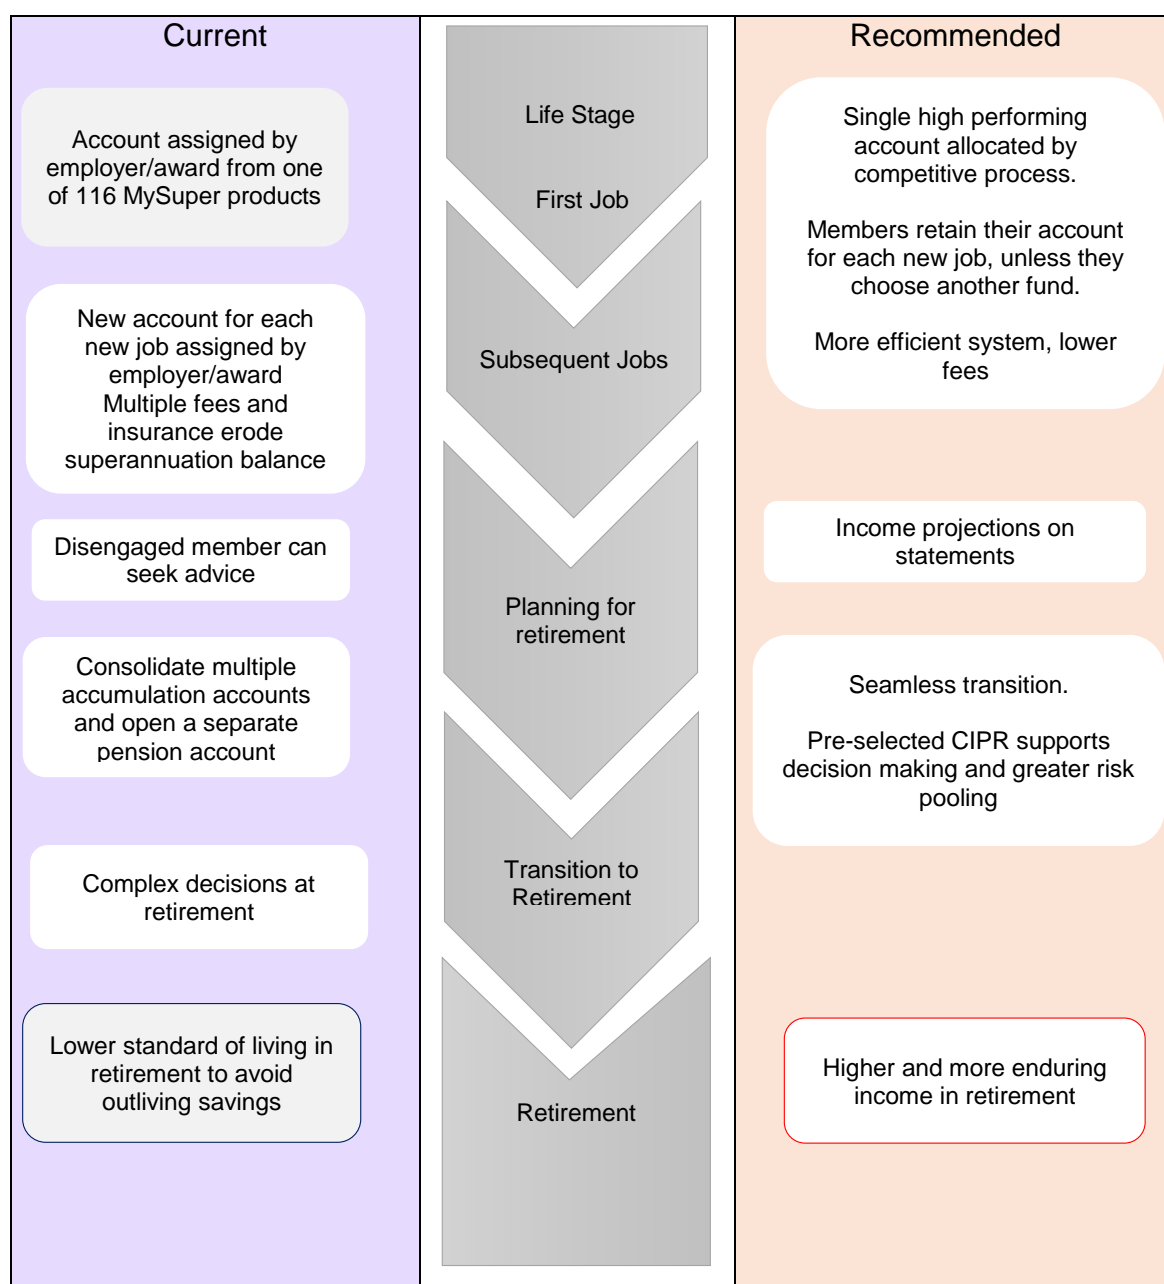 Current
Account assigned by
employer/award from one
of 116 MySuper products
New account for each
new job assigned by
employer/award
Multiple fees and
insurance erode
superannuation balance
Disengaged member can
seek advice
Consolidate multiple
accumulation accounts
and open a separate
pension account
Complex decisions at
retirement
Lower standard of living in
retirement to avoid
outliving savings
Life Stage
First Job
Subsequent Jobs
Planning for
retirement
Transition to
Retirement
Retirement
Recommended
Single high performing
account allocated by
competitive process.
Members retain their account
for each new job, unless they
choose another fund.
More efficient system, lower
fees
Income projections on
statements
Seamless transition.
Pre-selected CIPR supports
decision making and greater risk
pooling
Higher and more enduring
income in retirement